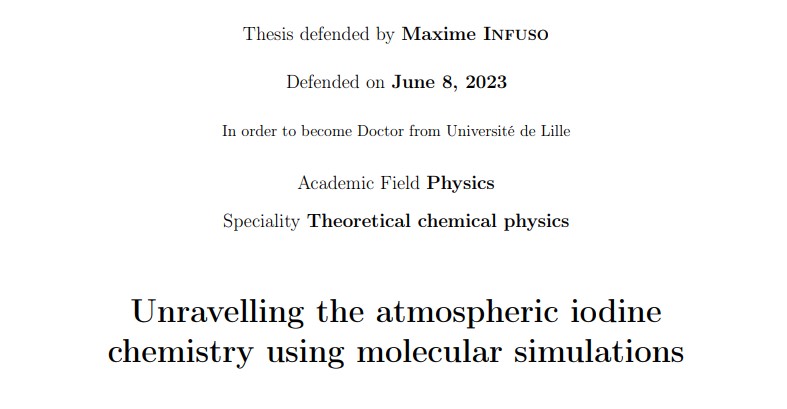 Thesis defended by Maxime INFUSO
Defended on June 8, 2023
In order to become Doctor from Université de Lille
Academic Field Physics
Speciality Theoretical chemical physics
Unravelling the atmospheric iodine
chemistry using molecular simulations